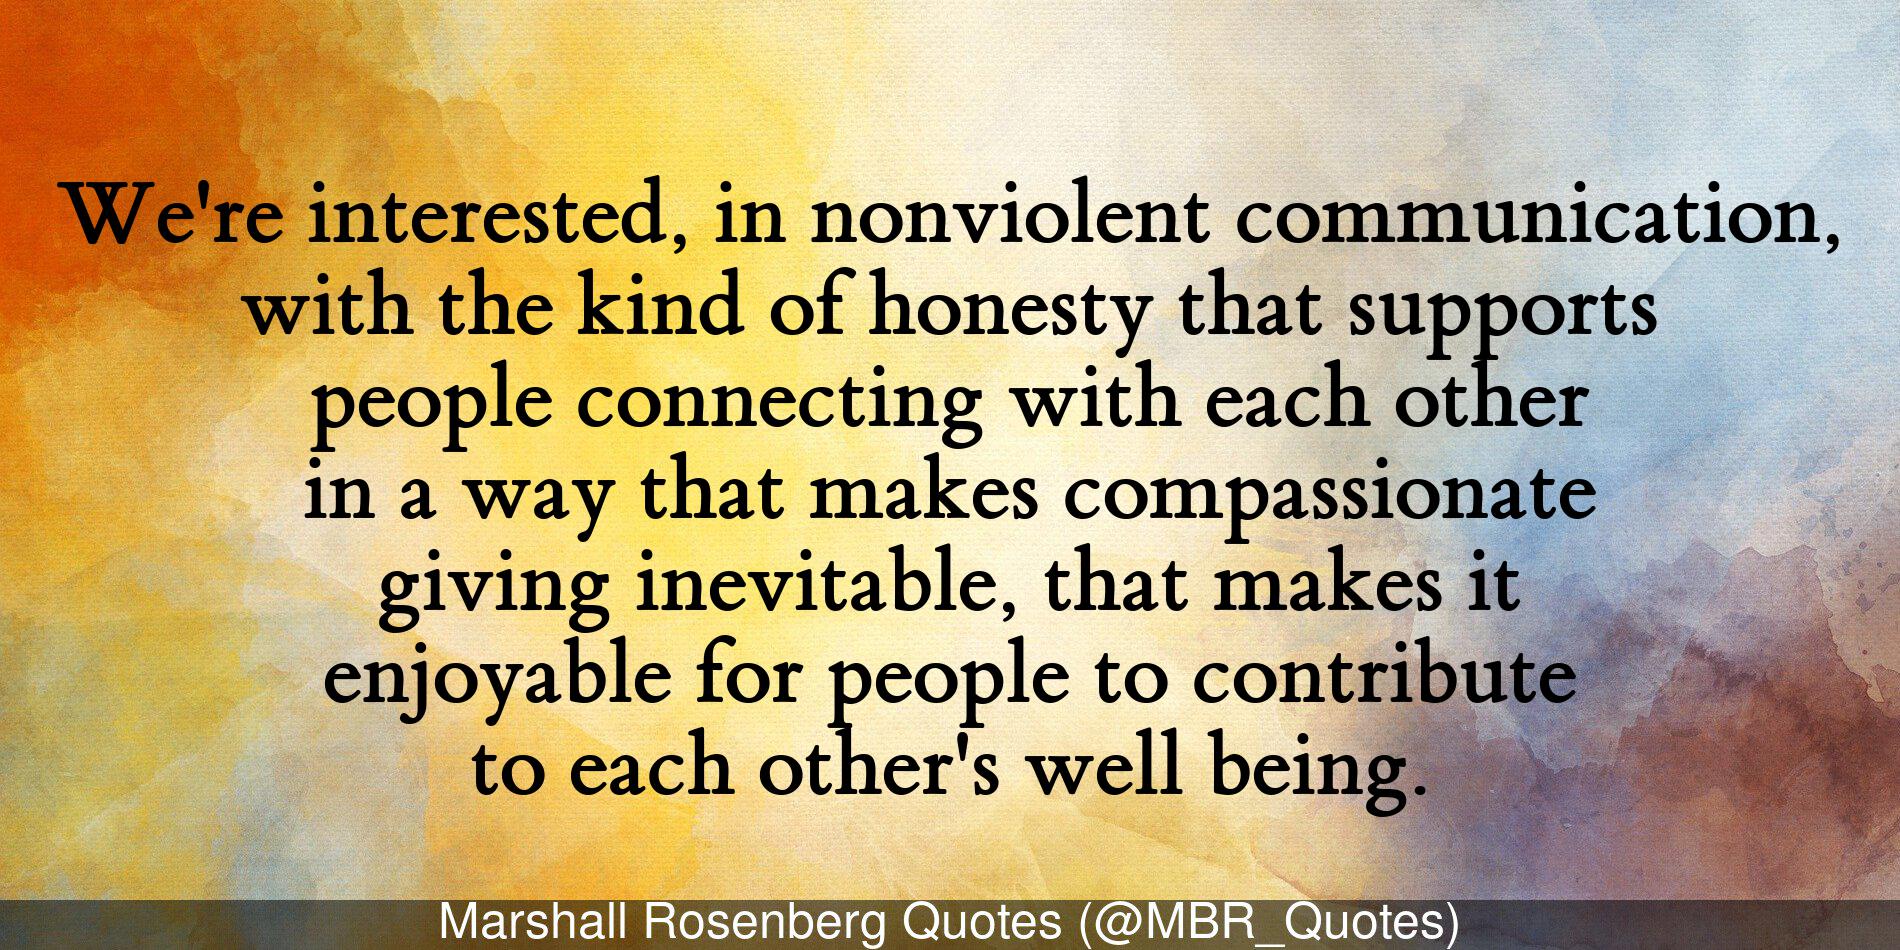 We're interested, in nonviolent communication,
with the kind of honesty that supports
people connecting with each other
in a way that makes compassionate
giving inevitable, that makes it
enjoyable for people to contribute
to each other's well being.
Marshall Rosenberg Quotes (@MBR_Quotes)